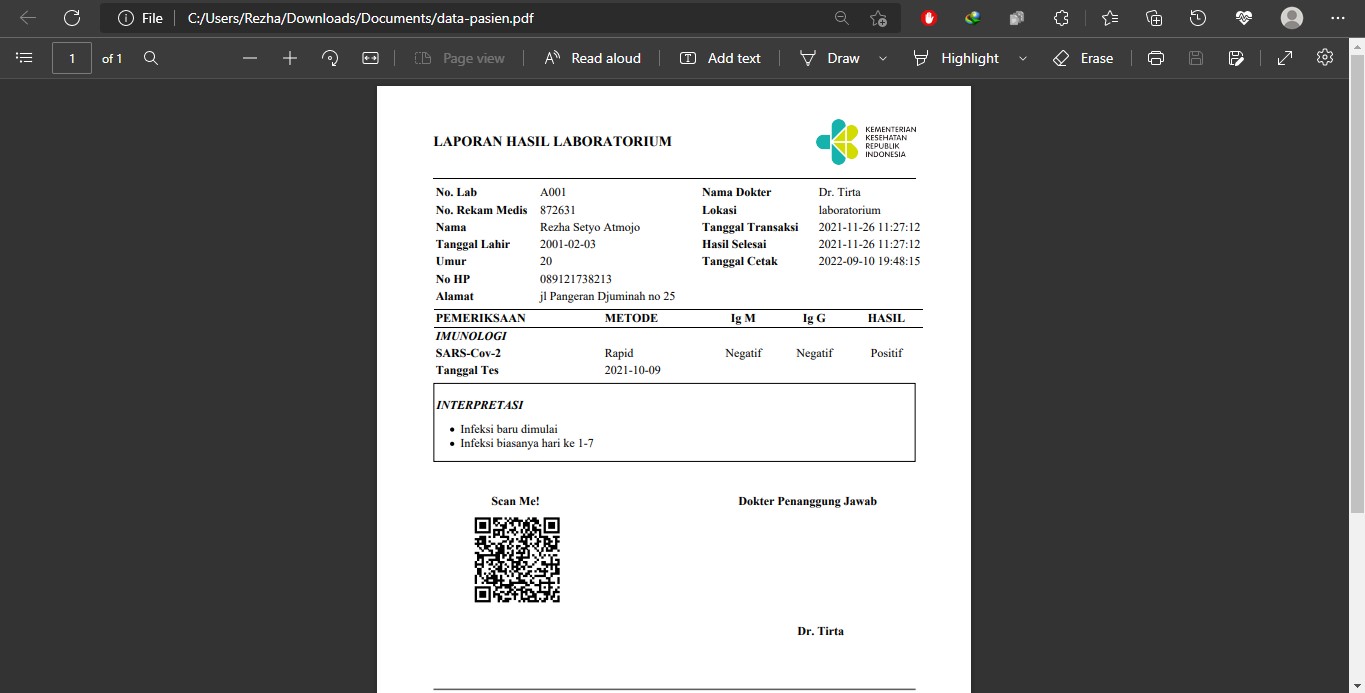 File C:/Users/Rezha/Downloads/Documents/data-pasien.pdf
1 of 1 Page view Read aloud Add text Draw Highlight Erase
LAPORAN HASIL LABORATORIUM
KEMENTERIAN
KESEHATAN
REPUBLIK
INDONESIA
No. Lab A001 Nama Dokter Dr. Tirta
No. Rekam Medis 872631 Lokasi laboratorium
Nama Rezha Setyo Atmojo Tanggal Transaksi 2021-11-26 11:27:12
Tanggal Lahir 2001-02-03 Hasil Selesai 2021-11-26 11:27:12
Umur 20 Tanggal Cetak 2022-09-10 19:48:15
No HP 089121738213
Alamat jl Pangeran Djuminah no 25
PEMERIKSAAN METODE Ig M Ig G HASIL
IMUNOLOGI
SARS-Cov-2 Rapid Negatif Negatif Positif
Tanggal Tes 2021-10-09
INTERPRETASI
• Infeksi baru dimulai
• Infeksi biasanya hari ke 1-7
Scan Me! Dokter Penanggung Jawab
Dr. Tirta